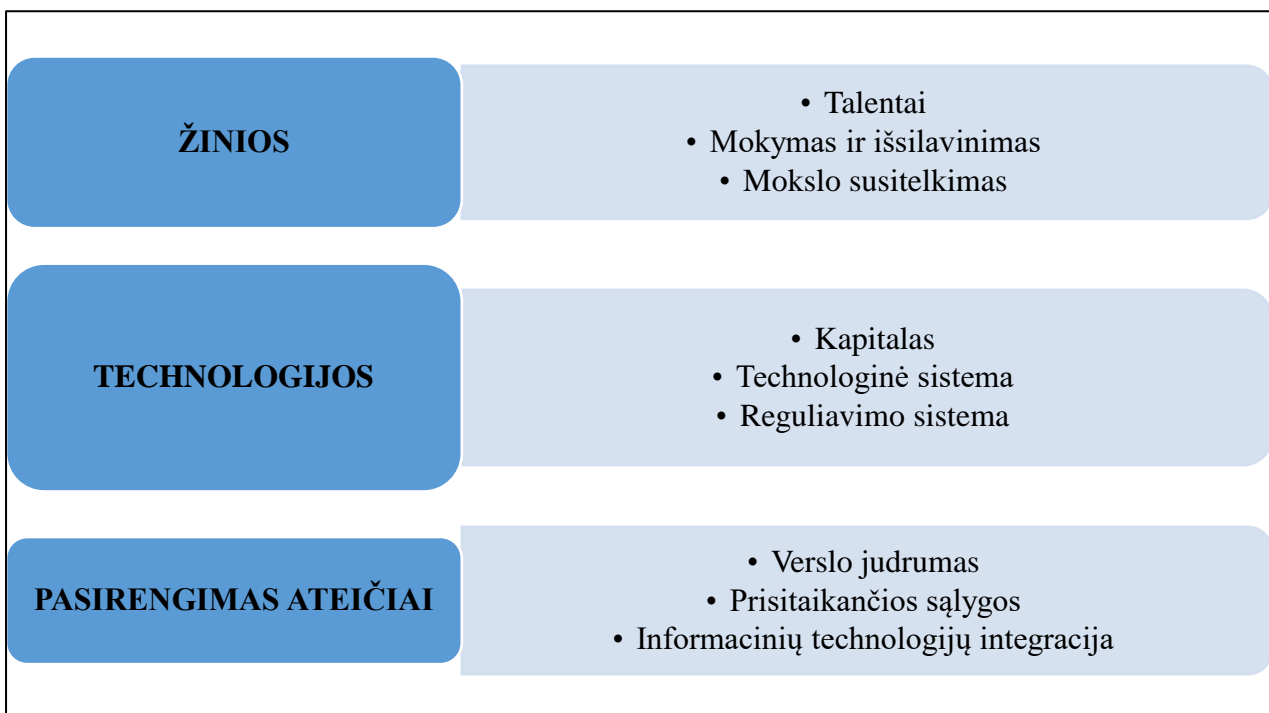 ŽINIOS
• Talentai
• Mokymas ir išsilavinimas
• Mokslo susitelkimas
TECHNOLOGIJOS
• Kapitalas
• Technologinė sistema
• Reguliavimo sistema
PASIRENGIMAS ATEIČIAI
• Verslo judrumas
• Prisitaikančios sąlygos
• Informacinių technologijų integracija